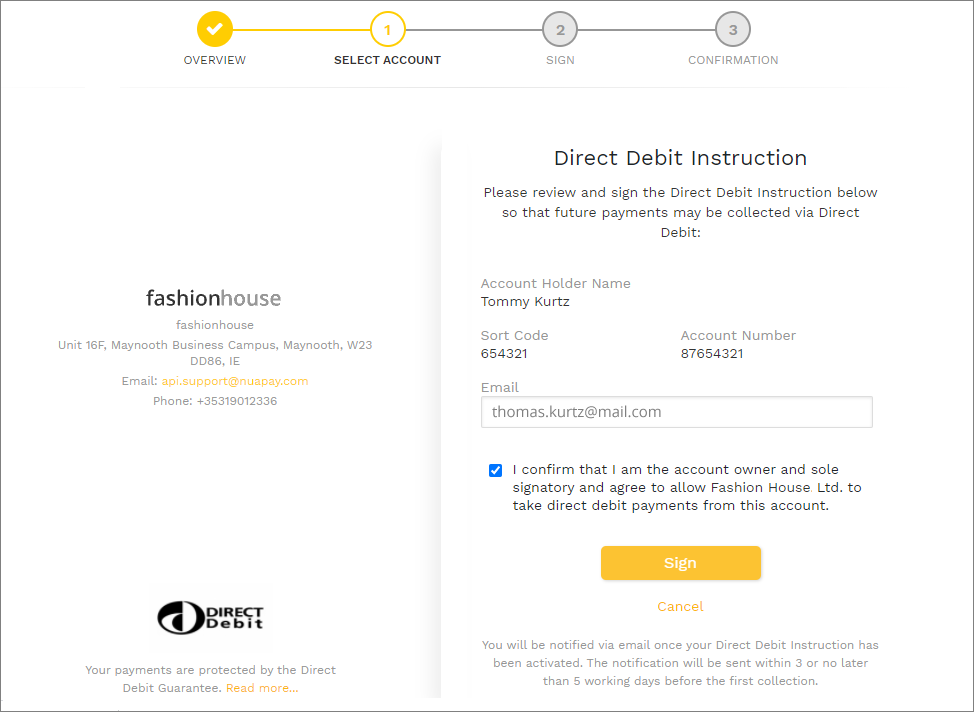 1
2
3
OVERVIEW
SELECT ACCOUNT
SIGN
CONFIRMATION
fashionhouse
fashionhouse
Unit 16F, Maynooth Business Campus, Maynooth, W23
DD86, IE
Email: api.support@nuapay.com
Phone: +35319012336
DIRECT
Debit
Your payments are protected by the Direct
Debit Guarantee. Read more...
Direct Debit Instruction
Please review and sign the Direct Debit Instruction below
so that future payments may be collected via Direct
Debit:
Account Holder Name
Tommy Kurtz
Sort Code
Account Number
654321
87654321
Email
thomas.kurtz@mail.com
I confirm that I am the account owner and sole
signatory and agree to allow Fashion House Ltd. to
take direct debit payments from this account.
Sign
Cancel
You will be notified via email once your Direct Debit Instruction has
been activated. The notification will be sent within 3 or no later
than 5 working days before the first collection.